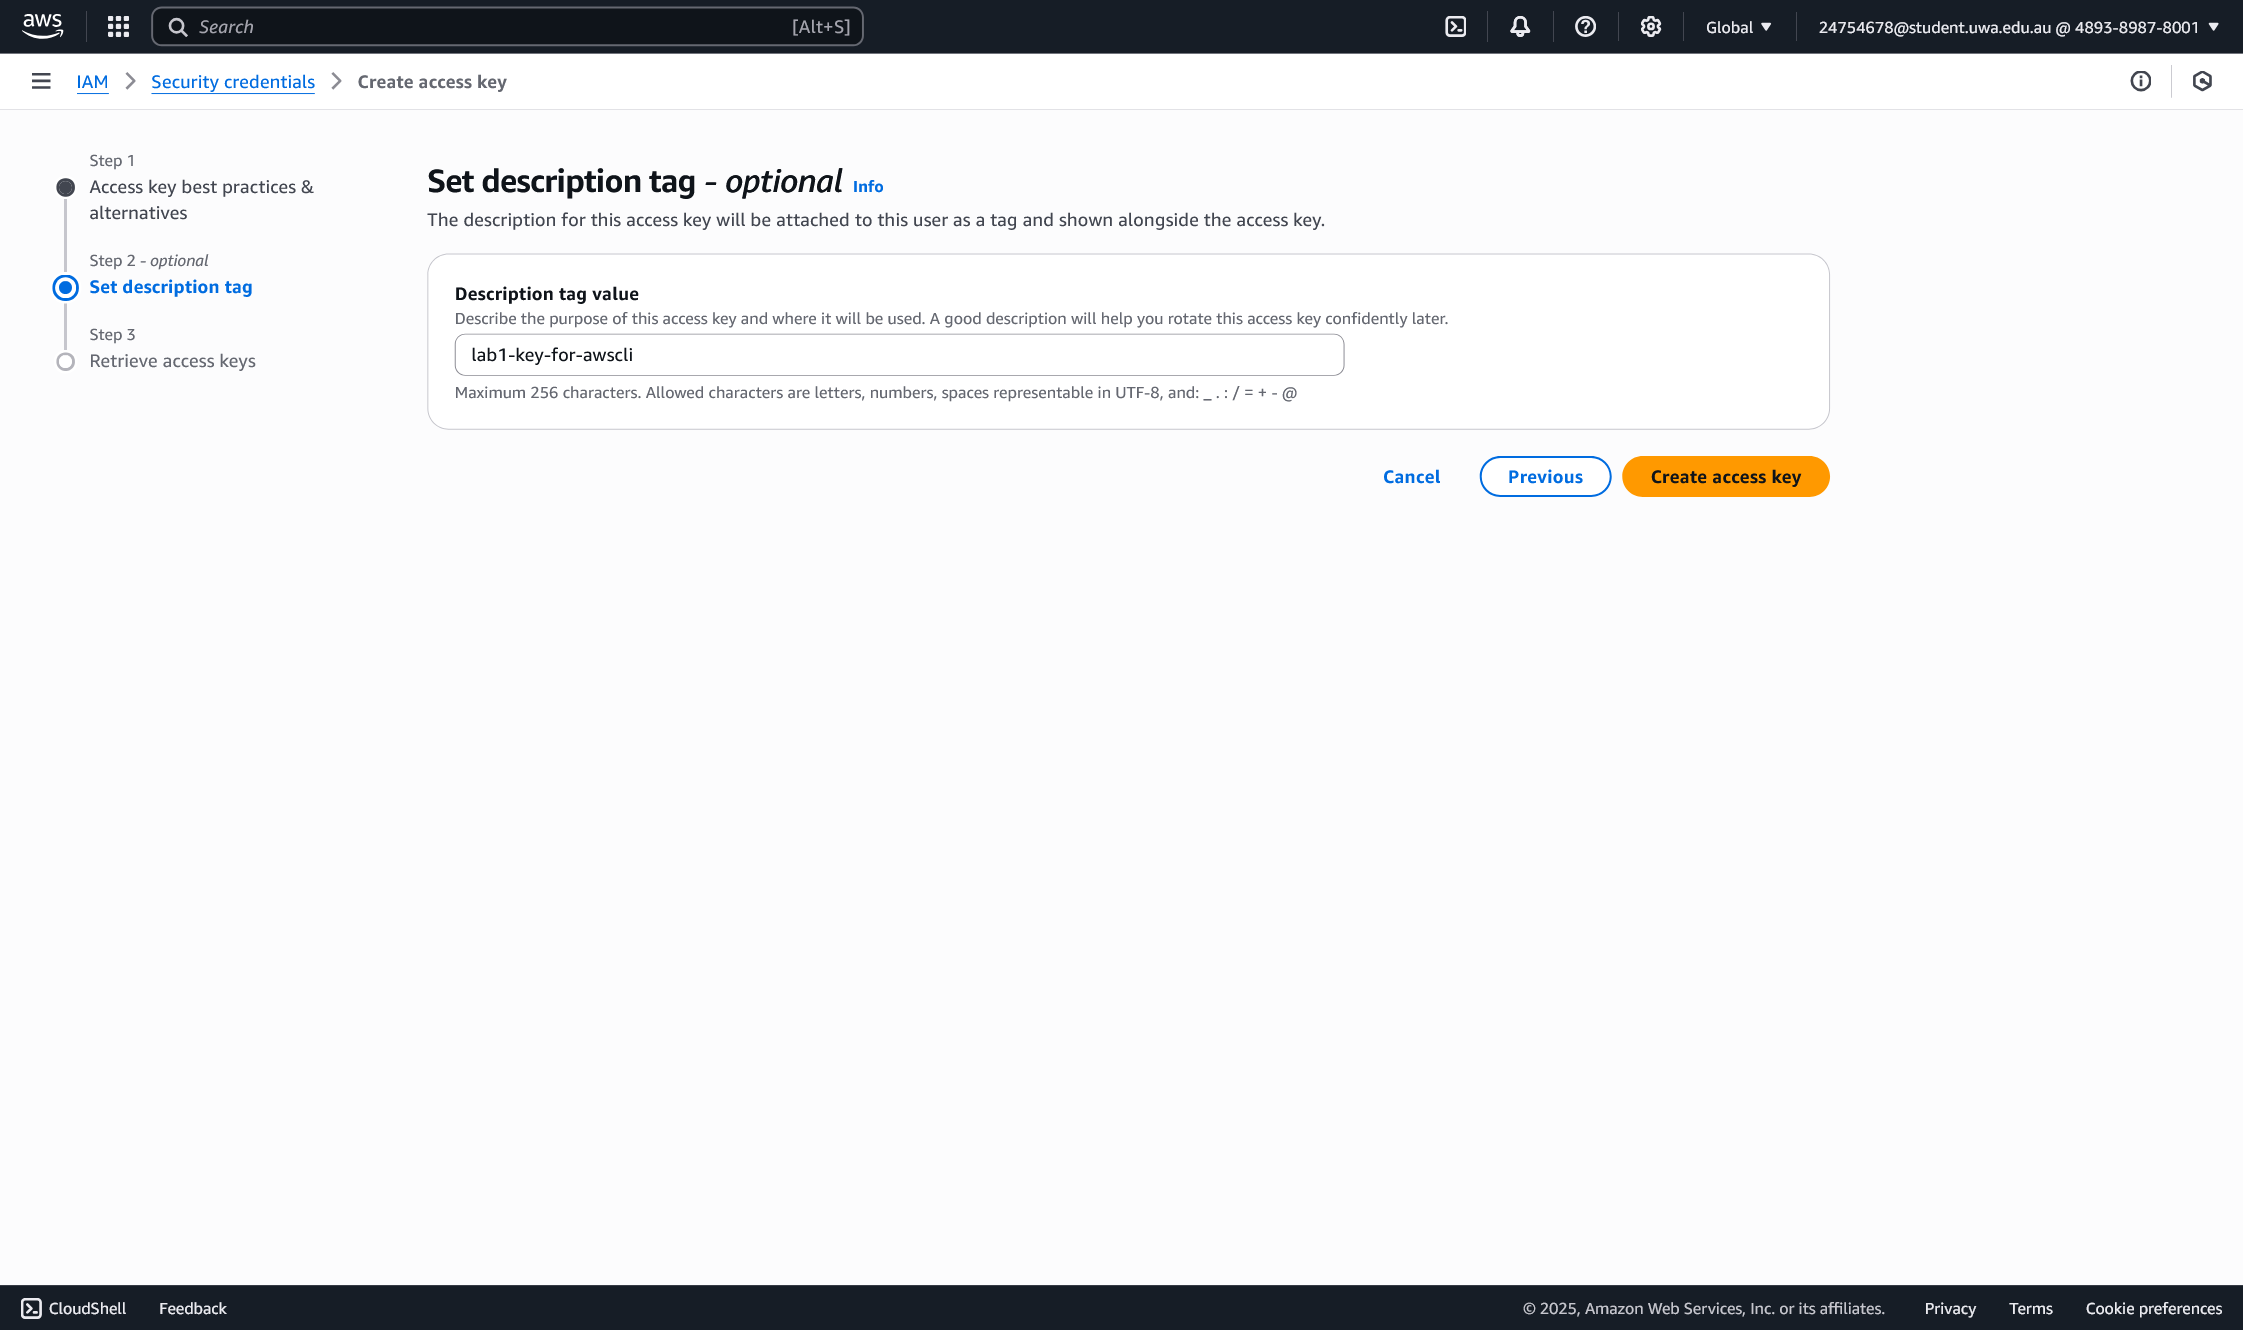 aws
Search
[Alt+S]
Global
24754678@student.uwa.edu.au @ 4893-8987-8001
IAM
Security credentials
Create access key
Step 1
Access key best practices &
alternatives
Step 2 - optional
Set description tag
Step 3
Retrieve access keys
Set description tag - optional Info
The description for this access key will be attached to this user as a tag and shown alongside the access key.
Description tag value
Describe the purpose of this access key and where it will be used. A good description will help you rotate this access key confidently later.
lab1-key-for-awscli
Maximum 256 characters. Allowed characters are letters, numbers, spaces representable in UTF-8, and: _ . : / = + - @
Cancel
Previous
Create access key
CloudShell
Feedback
© 2025, Amazon Web Services, Inc. or its affiliates.
Privacy
Terms
Cookie preferences